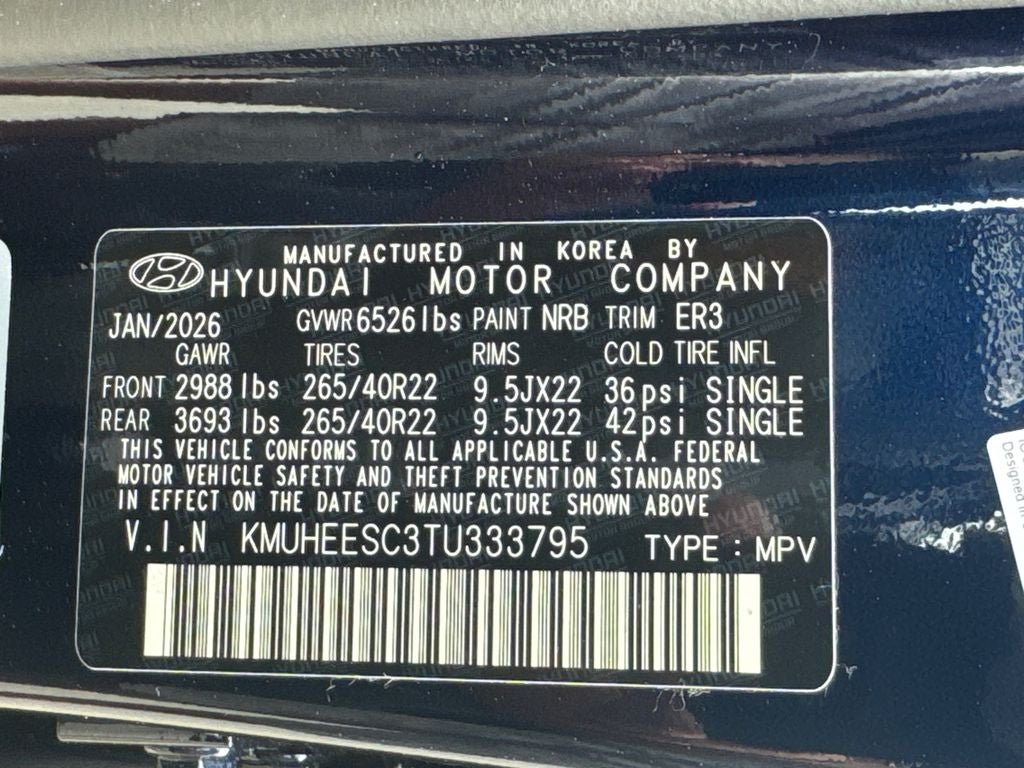 MANUFACTURED IN KOREA BY
HYUNDAI MOTOR COMPANY
JAN/2026 GVWR 6526 lbs PAINT NRB TRIM ER3
GAWR TIRES RIMS COLD TIRE INFL
FRONT 2988 lbs 265/40R22 9.5JX22 36psi SINGLE
REAR 3693 lbs 265/40R22 9.5JX22 42psi SINGLE
THIS VEHICLE CONFORMS TO ALL APPLICABLE U.S.A. FEDERAL
MOTOR VEHICLE SAFETY AND THEFT PREVENTION STANDARDS
IN EFFECT ON THE DATE OF MANUFACTURE SHOWN ABOVE
V.I.N KMUHEESC3TU333795 TYPE : MPV
Designed in